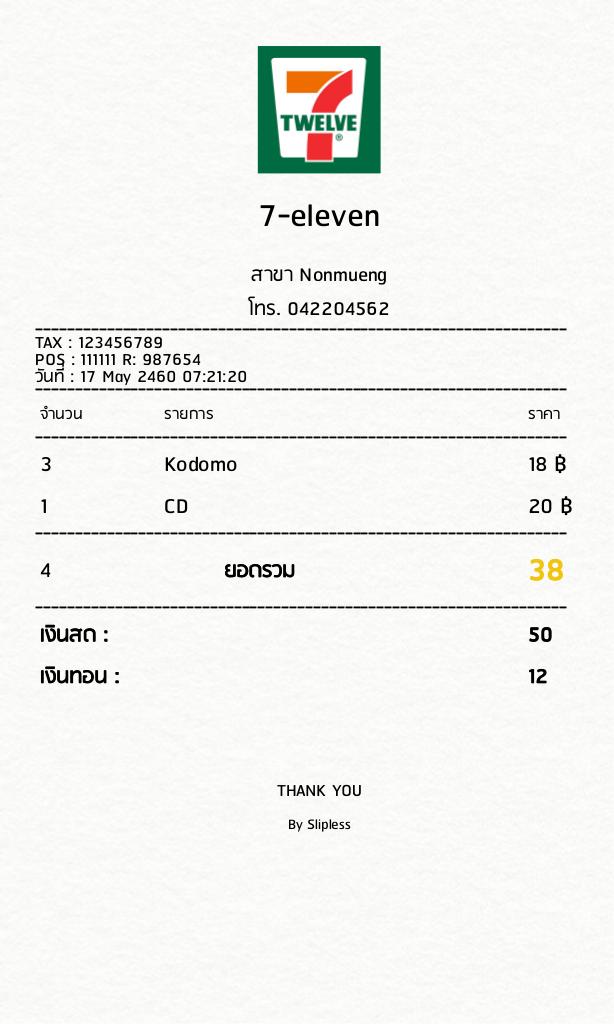 7
TWELVE
®
7-eleven
สาขา Nonmueng
โทร. 042204562
TAX : 123456789
POS : 111111 R: 987654
วันที่ : 17 May 2460 07:21:20
จำนวน รายการ ราคา
3 Kodomo 18 ฿
1 CD 20 ฿
4 ยอดรวม 38
เงินสด : 50
เงินทอน : 12
THANK YOU
By Slipless